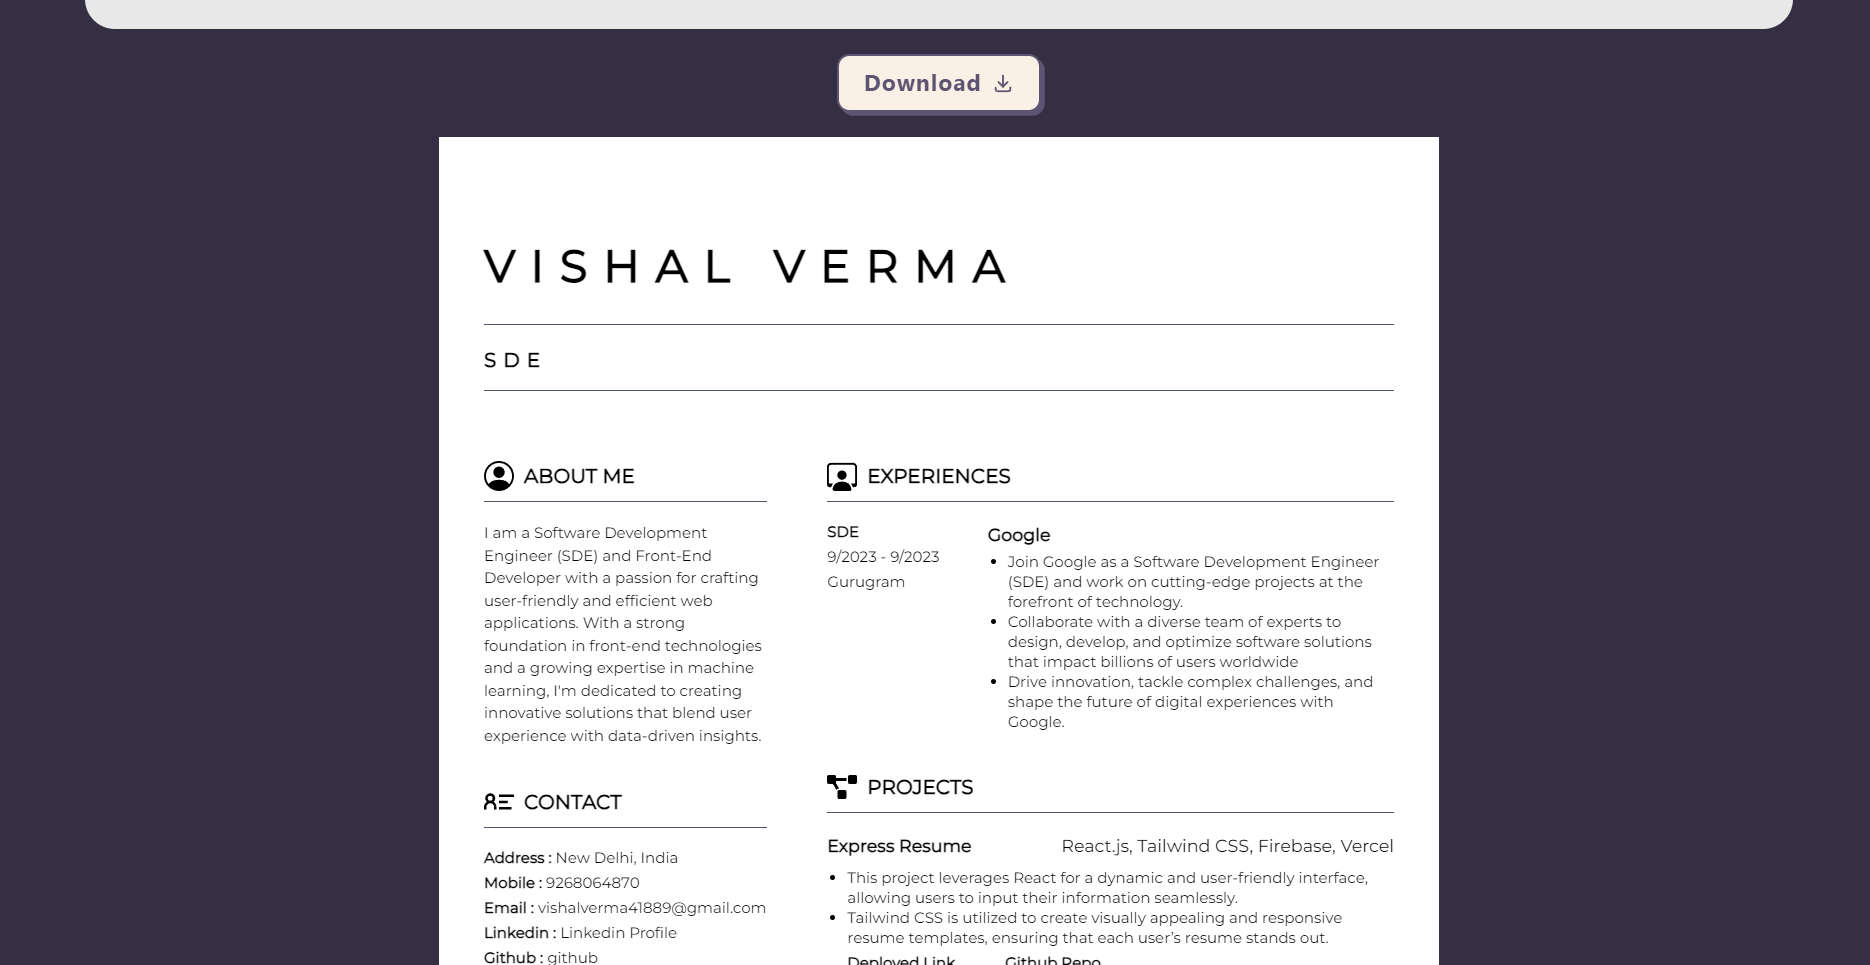 Download
VISHAL VERMA
SDE
ABOUT ME
I am a Software Development
Engineer (SDE) and Front-End
Developer with a passion for crafting
user-friendly and efficient web
applications. With a strong
foundation in front-end technologies
and a growing expertise in machine
learning, I'm dedicated to creating
innovative solutions that blend user
experience with data-driven insights.
CONTACT
Address : New Delhi, India
Mobile : 9268064870
Email : vishalverma41889@gmail.com
Linkedin : Linkedin Profile
Github : github
EXPERIENCES
SDE
9/2023 - 9/2023
Gurugram
Google
• Join Google as a Software Development Engineer
(SDE) and work on cutting-edge projects at the
forefront of technology.
• Collaborate with a diverse team of experts to
design, develop, and optimize software solutions
that impact billions of users worldwide
• Drive innovation, tackle complex challenges, and
shape the future of digital experiences with
Google.
PROJECTS
Express Resume React.js, Tailwind CSS, Firebase, Vercel
• This project leverages React for a dynamic and user-friendly interface,
allowing users to input their information seamlessly.
• Tailwind CSS is utilized to create visually appealing and responsive
resume templates, ensuring that each user’s resume stands out.
Deployed Link Github Repo